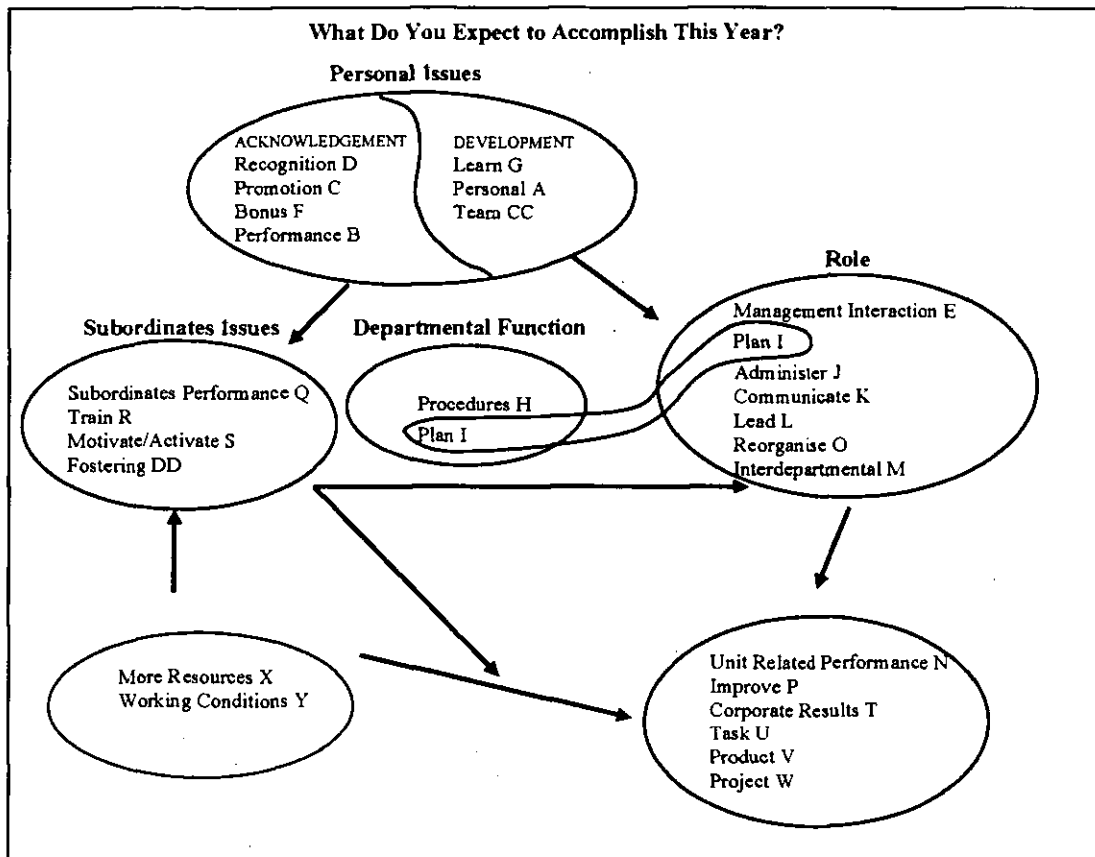 What Do You Expect to Accomplish This Year?
Personal Issues
ACKNOWLEDGEMENT
Recognition D
Promotion C
Bonus F
Performance B
DEVELOPMENT
Learn G
Personal A
Team CC
Role
Management Interaction E
Plan I
Administer J
Communicate K
Lead L
Reorganise O
Interdepartmental M
Subordinates Issues
Subordinates Performance Q
Train R
Motivate/Activate S
Fostering DD
Departmental Function
Procedures H
Plan I
More Resources X
Working Conditions Y
Unit Related Performance N
Improve P
Corporate Results T
Task U
Product V
Project W